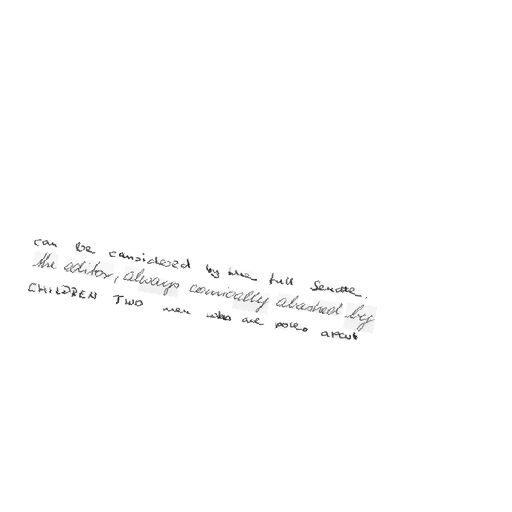 can be considered by the full Senate.
the editor, always comically abashed by
CHILDREN TWO men who are poles apart